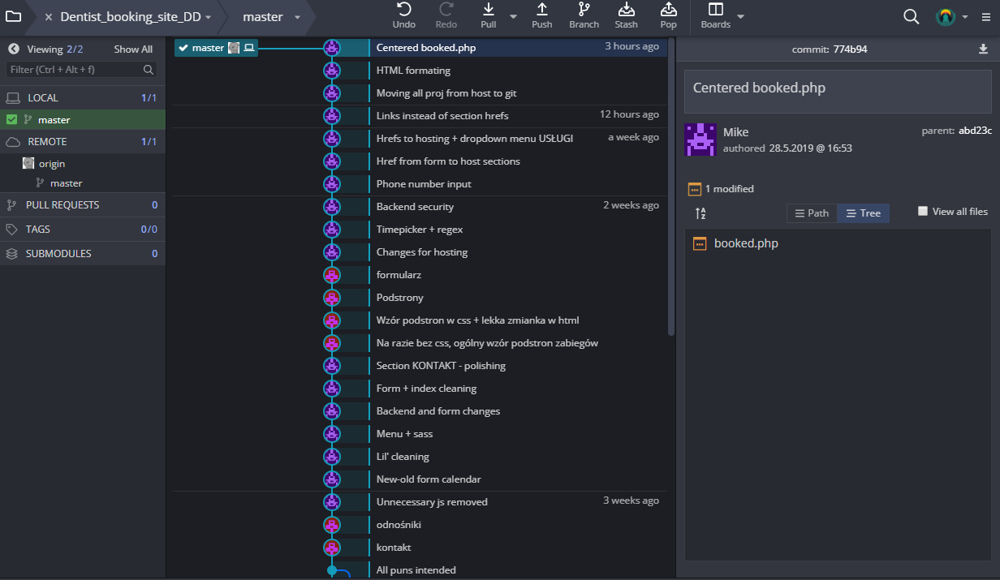 Dentist_booking_site_DD
master
Undo
Redo
Pull
Push
Branch
Stash
Pop
Boards
Viewing 2/2
Show All
Filter (Ctrl + Alt + f)
LOCAL 1/1
master
REMOTE 1/1
origin
master
PULL REQUESTS 0
TAGS 0/0
SUBMODULES 0
master
Centered booked.php 3 hours ago
HTML formating
Moving all proj from host to git
Links instead of section hrefs 12 hours ago
Hrefs to hosting + dropdown menu USŁUGI a week ago
Href from form to host sections
Phone number input
Backend security 2 weeks ago
Timepicker + regex
Changes for hosting
formularz
Podstrony
Wzór podstron w css + lekka zmianka w html
Na razie bez css, ogólny wzór podstron zabiegów
Section KONTAKT - polishing
Form + index cleaning
Backend and form changes
Menu + sass
Lil' cleaning
New-old form calendar
Unnecessary js removed 3 weeks ago
odnośniki
kontakt
All puns intended
commit: 774b94
Centered booked.php
Mike
parent: abd23c
authored 28.5.2019 @ 16:53
1 modified
A
Z
Path
Tree
View all files
booked.php